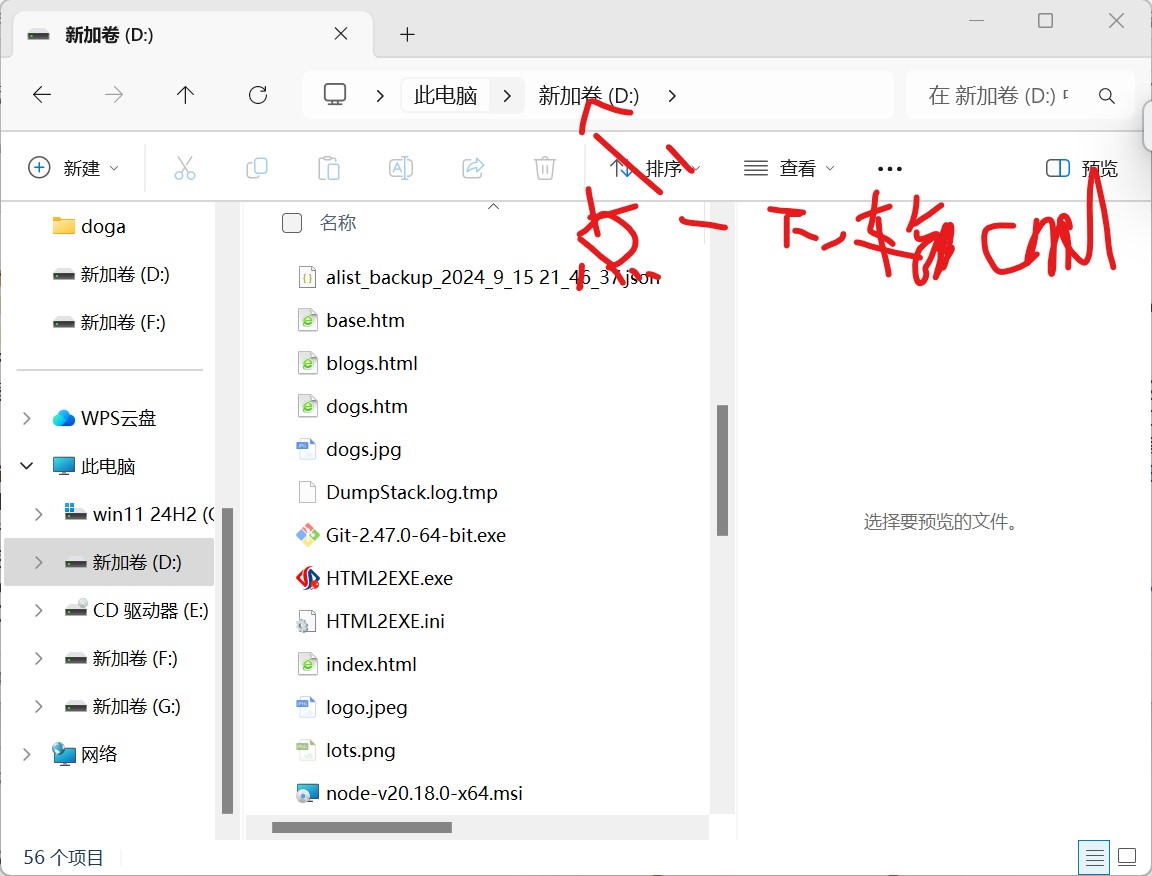 新加卷 (D:)
此电脑 新加卷 (D:) 在 新加卷 (D:)
新建 排序 查看 预览
点一下,来输cmd
doga
新加卷 (D:)
新加卷 (F:)
WPS云盘
此电脑
win11 24H2 (
新加卷 (D:)
CD 驱动器 (E:)
新加卷 (F:)
新加卷 (G:)
网络
名称
alist_backup_2024_9_15 21_46_37.json
base.htm
blogs.html
dogs.htm
dogs.jpg
DumpStack.log.tmp
Git-2.47.0-64-bit.exe
HTML2EXE.exe
HTML2EXE.ini
index.html
logo.jpeg
lots.png
node-v20.18.0-x64.msi
选择要预览的文件。
56 个项目